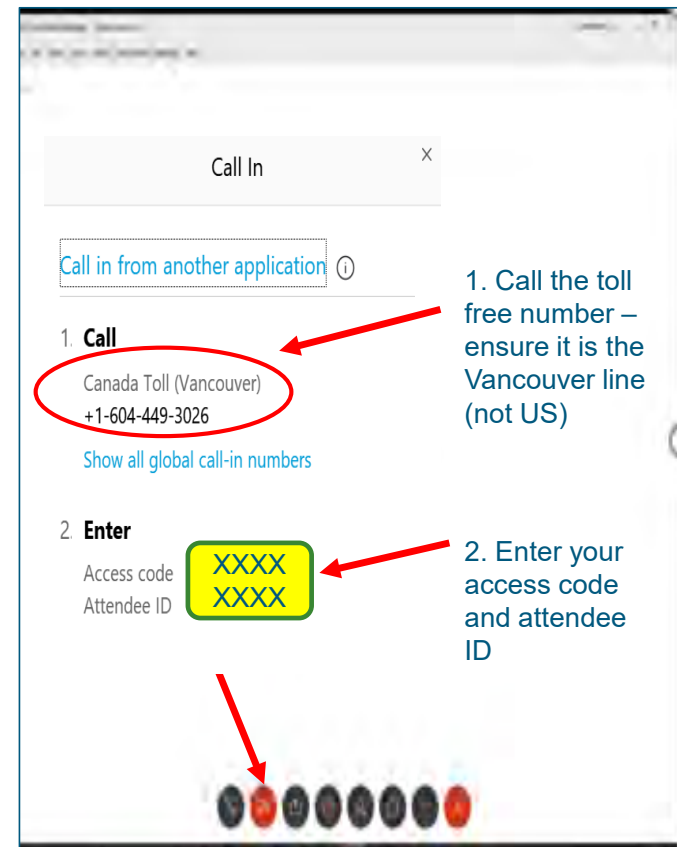 Call In
X
Call in from another application
1. Call
Canada Toll (Vancouver)
+1-604-449-3026
Show all global call-in numbers
2. Enter
Access code XXXX
Attendee ID XXXX
1. Call the toll
free number –
ensure it is the
Vancouver line
(not US)
2. Enter your
access code
and attendee
ID